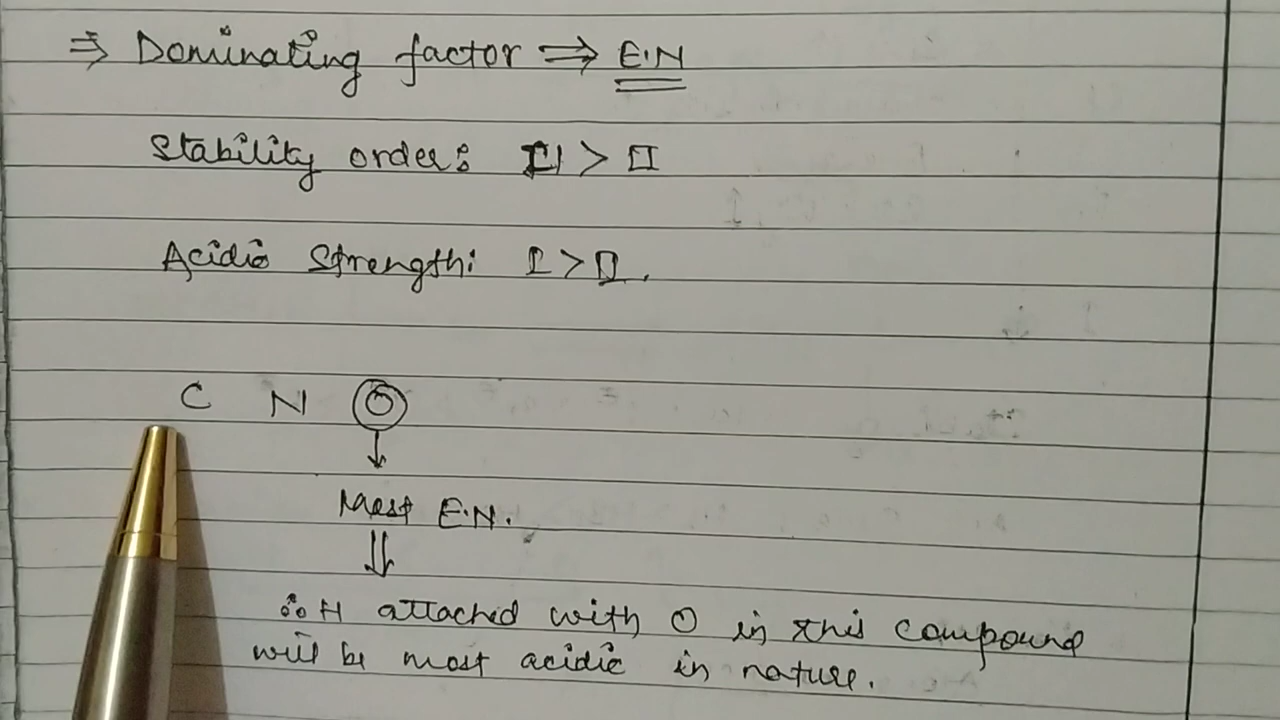 ⇒ Dominating factor ⇒ E.N
Stability order: I > II
Acidic Strength: I > II.
C N O
Most E.N.
∴ H attached with O in this compound
will be most acidic in nature.